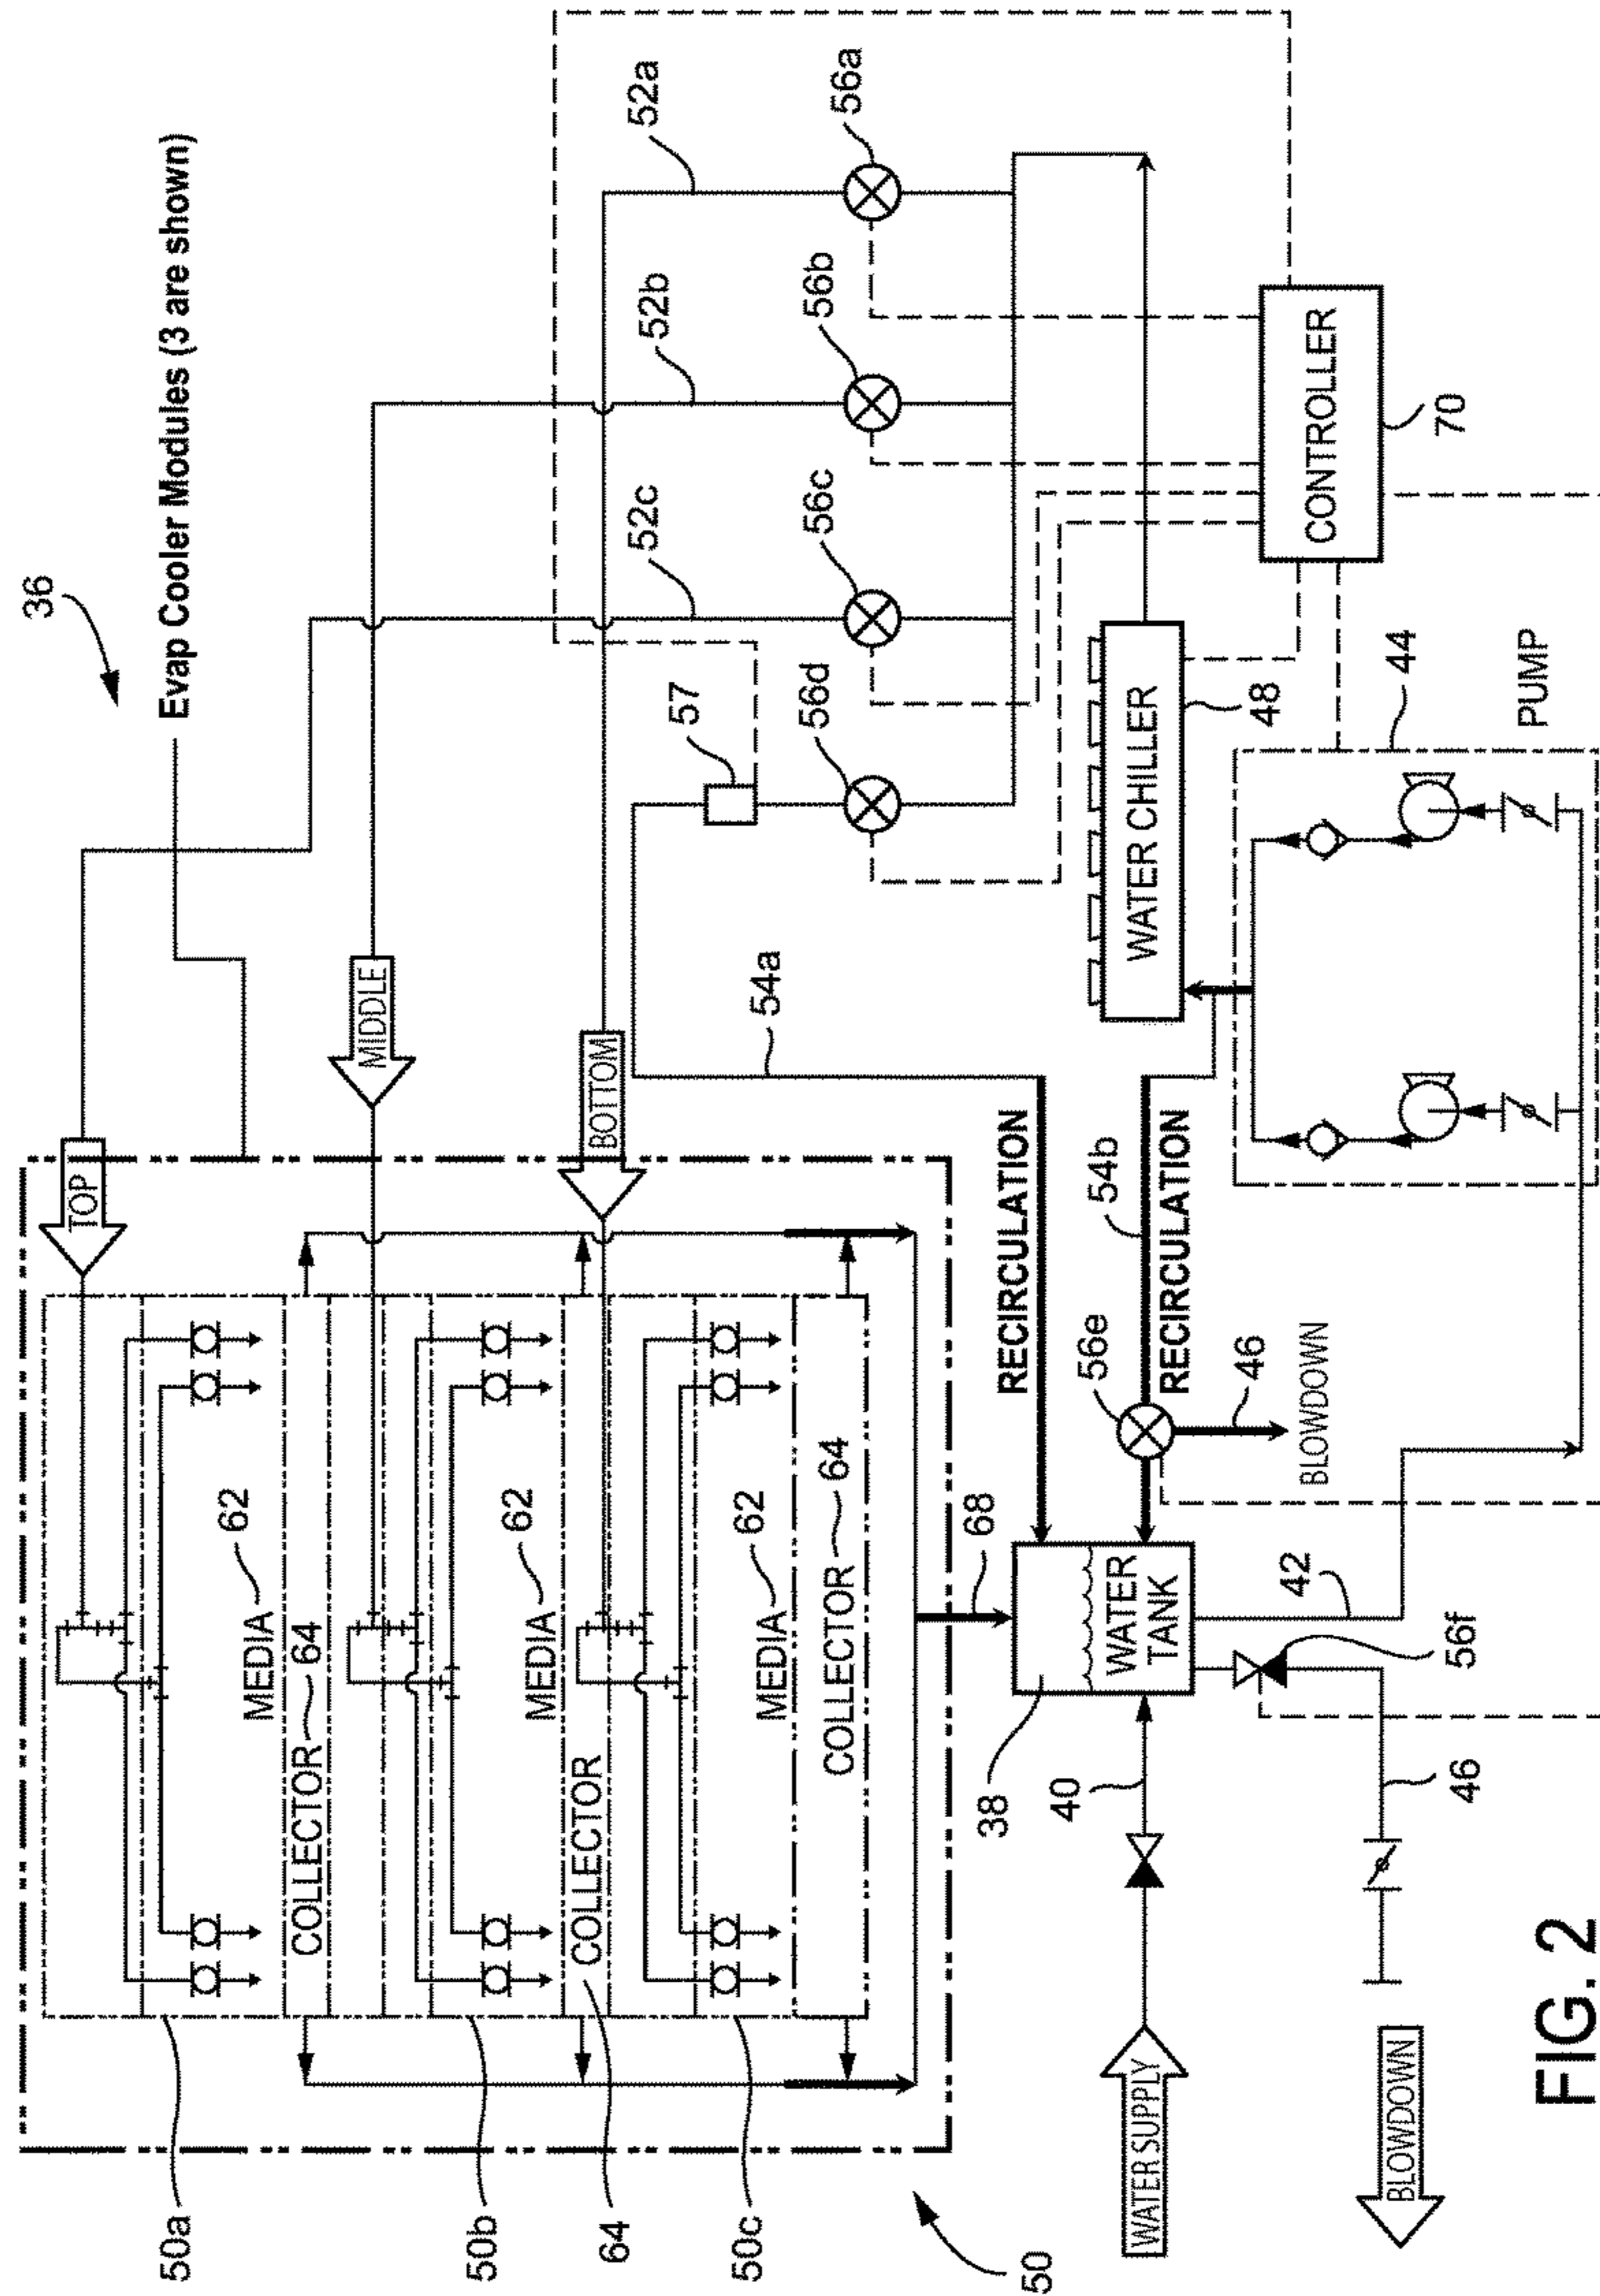 36
Evap Cooler Modules (3 are shown)
TOP
MIDDLE
BOTTOM
52c
52b
52a
57
56d
56c
56b
56a
50a
MEDIA 62
COLLECTOR 64
50b
MEDIA 62
COLLECTOR
64
50c
MEDIA 62
COLLECTOR 64
50
54a
RECIRCULATION
68
38
WATER
TANK
56e
54b
RECIRCULATION
46
BLOWDOWN
WATER CHILLER
48
CONTROLLER
70
44
PUMP
WATER SUPPLY
40
42
56f
46
BLOWDOWN
FIG. 2